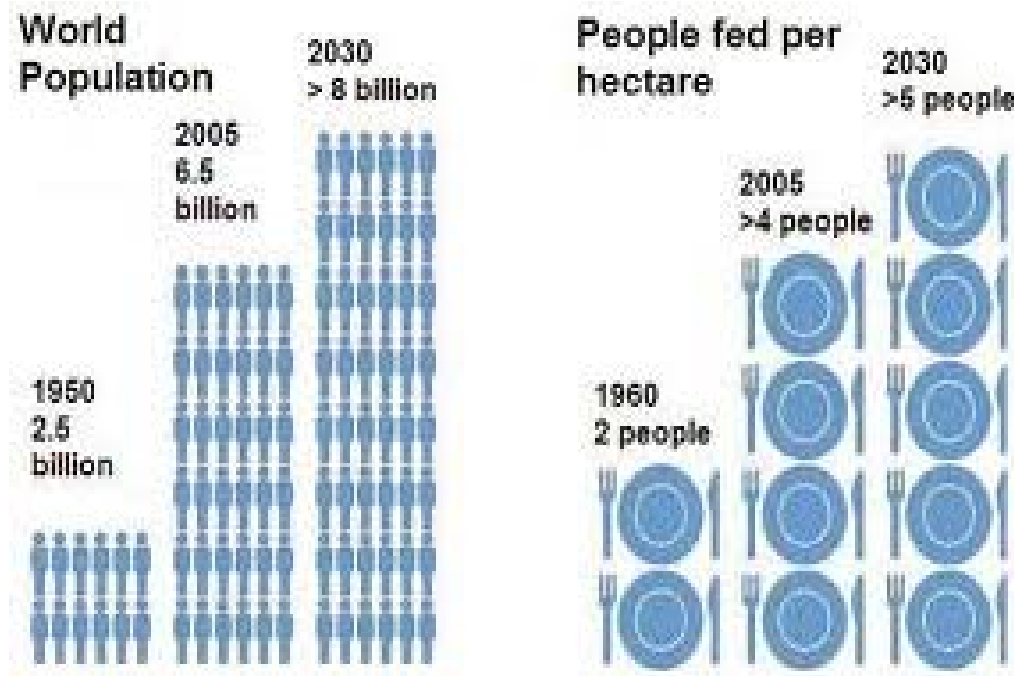 World
Population
1950
2.5
billion
2005
6.5
billion
2030
> 8 billion
People fed per
hectare
1960
2 people
2005
>4 people
2030
>5 people